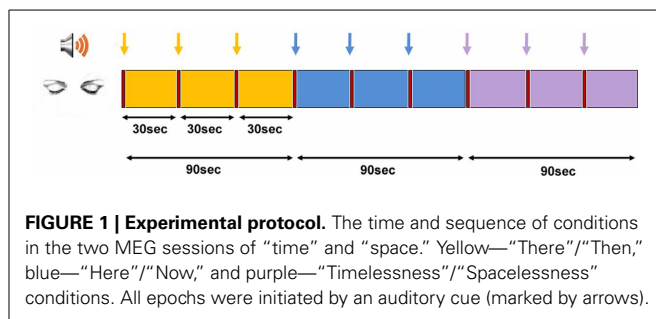 30sec 30sec 30sec
90sec 90sec 90sec
FIGURE 1 | Experimental protocol. The time and sequence of conditions
in the two MEG sessions of “time” and “space.” Yellow—“There”/“Then,”
blue—“Here”/“Now,” and purple—“Timelessness”/“Spacelessness”
conditions. All epochs were initiated by an auditory cue (marked by arrows).